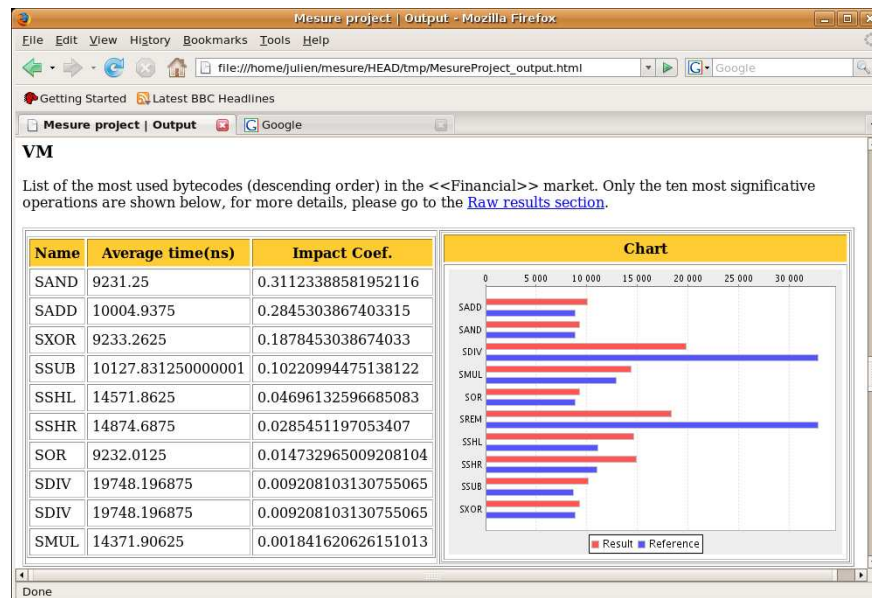 Mesure project | Output - Mozilla Firefox
File Edit View History Bookmarks Tools Help
file:///home/julien/mesure/HEAD/tmp/MesureProject_output.html
Google
Getting Started Latest BBC Headlines
Mesure project | Output Google
VM
List of the most used bytecodes (descending order) in the <<Financial>> market. Only the ten most significative
operations are shown below, for more details, please go to the Raw results section.
Name Average time(ns) Impact Coef.
SAND 9231.25 0.31123388581952116
SADD 10004.9375 0.2845303867403315
SXOR 9233.2625 0.1878453038674033
SSUB 10127.831250000001 0.10220994475138122
SSHL 14571.8625 0.04696132596685083
SSHR 14874.6875 0.0285451197053407
SOR 9232.0125 0.014732965009208104
SDIV 19748.196875 0.009208103130755065
SDIV 19748.196875 0.009208103130755065
SMUL 14371.90625 0.001841620626151013
Chart
0 5 000 10 000 15 000 20 000 25 000 30 000
SADD
SAND
SDIV
SMUL
SOR
SREM
SSHL
SSHR
SSUB
SXOR
Result Reference
Done